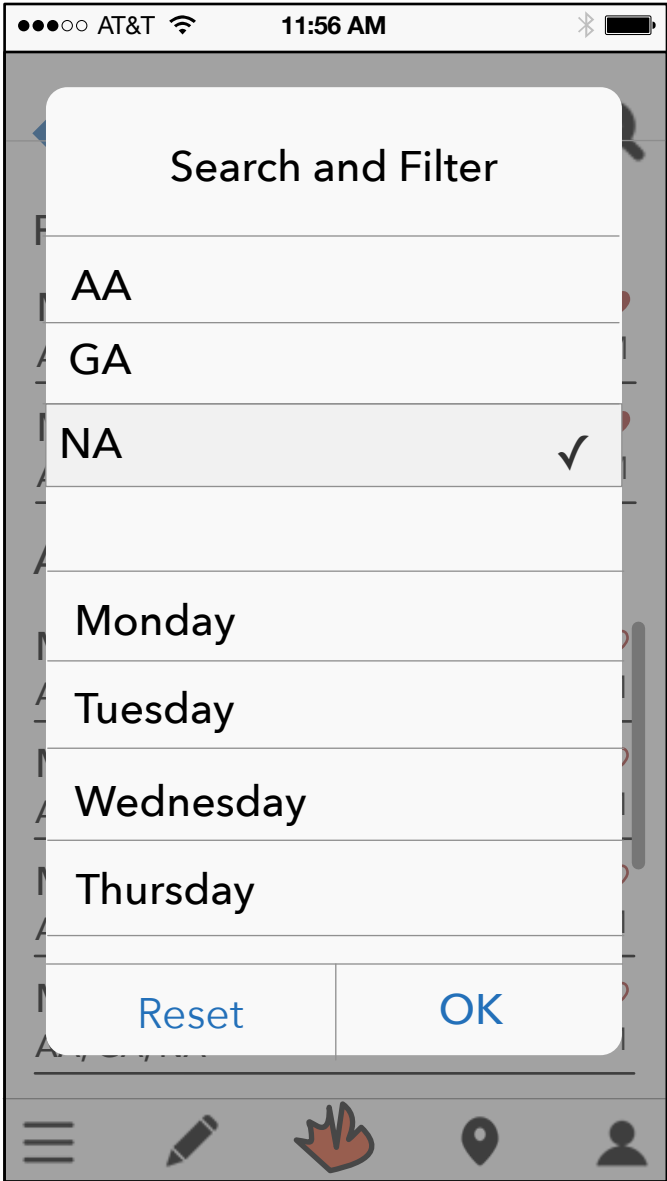 AT&T 11:56 AM
Search and Filter
AA
GA
NA
Monday
Tuesday
Wednesday
Thursday
Reset OK